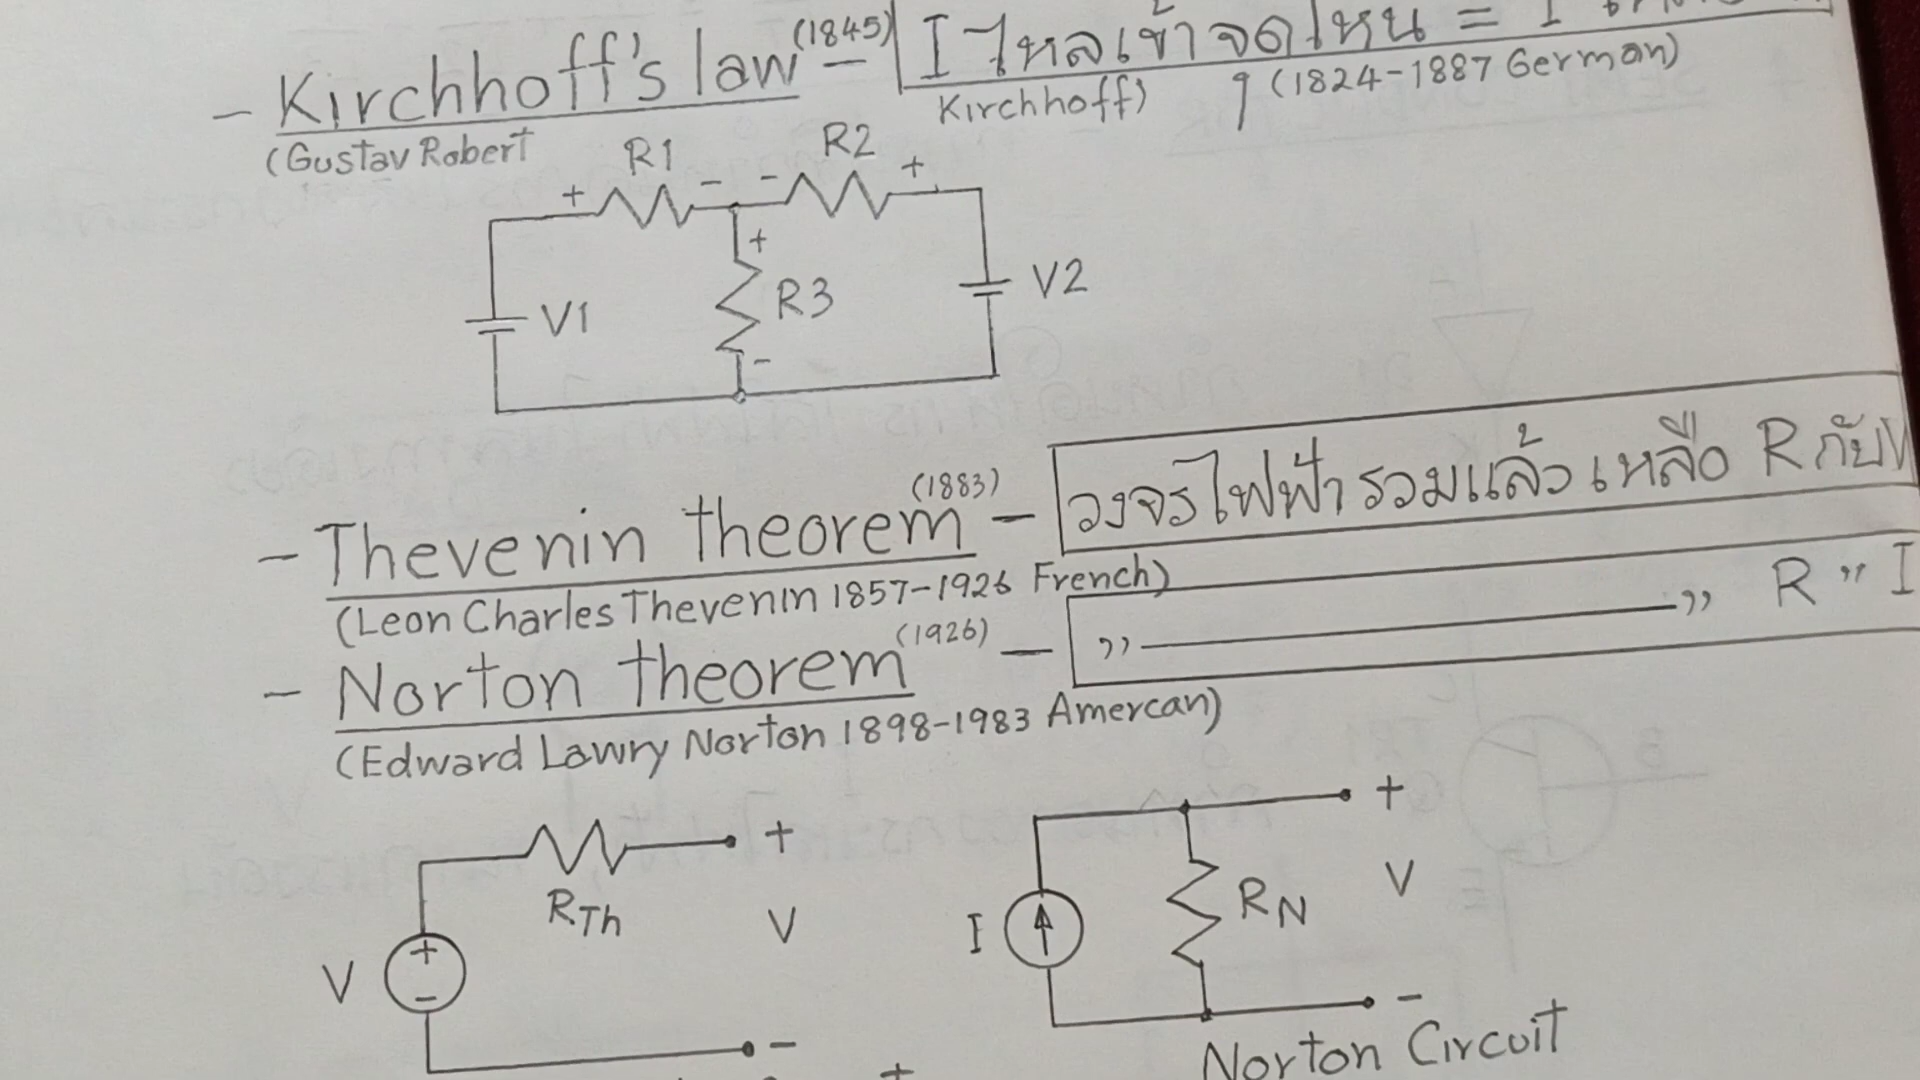 - Kirchhoff's law (1845) - I ไหลเข้าจุดไหน = I
(Gustav Robert Kirchhoff) (1824-1887 German)
R1 R2
+ - - +
+
V1 R3 V2
-
- Thevenin theorem (1883) - วงจรไฟฟ้ารวมแล้วเหลือ R กับ V
(Leon Charles Thevenin 1857-1926 French)
- Norton theorem (1926) - " ——— " R " I
(Edward Lawry Norton 1898-1983 Amercan)
+ +
RTh V RN V
V + - I
- -
Norton Circuit
+